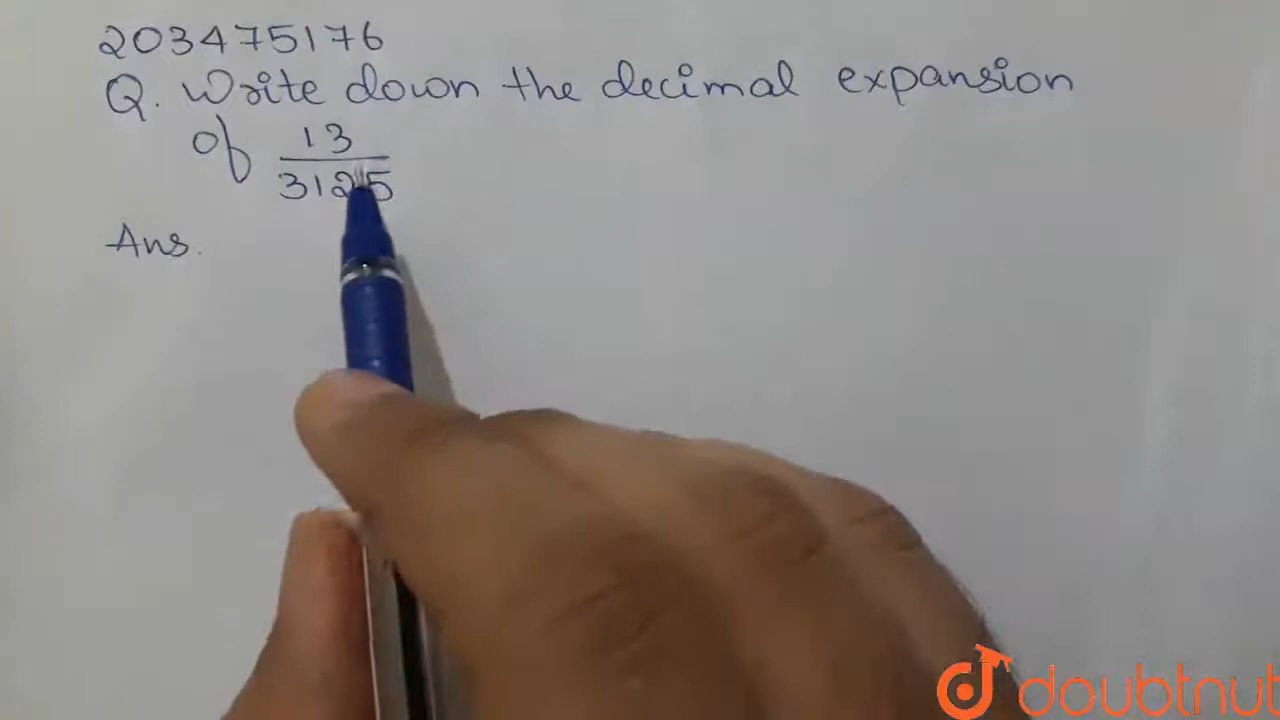 203475176
Q. Write down the decimal expansion
of 13
3125
Ans.
doubtnut